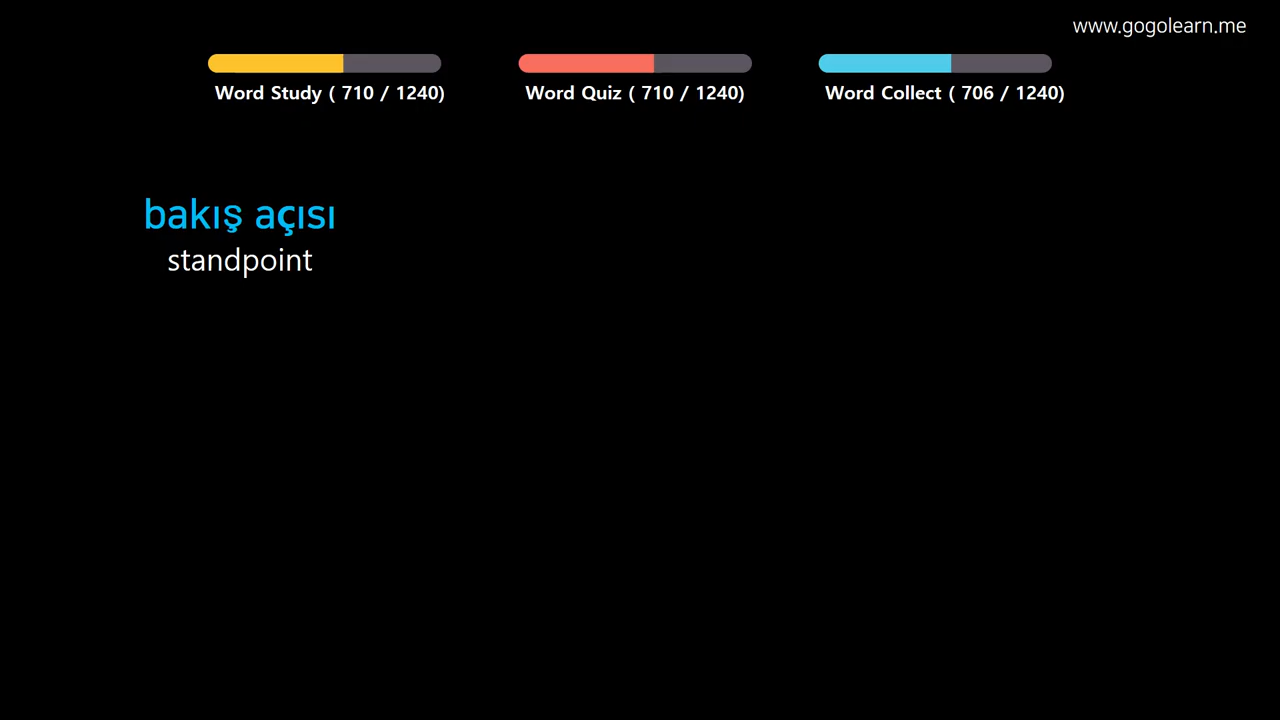 www.gogolearn.me
Word Study ( 710 / 1240)
Word Quiz ( 710 / 1240)
Word Collect ( 706 / 1240)
bakış açısı
standpoint